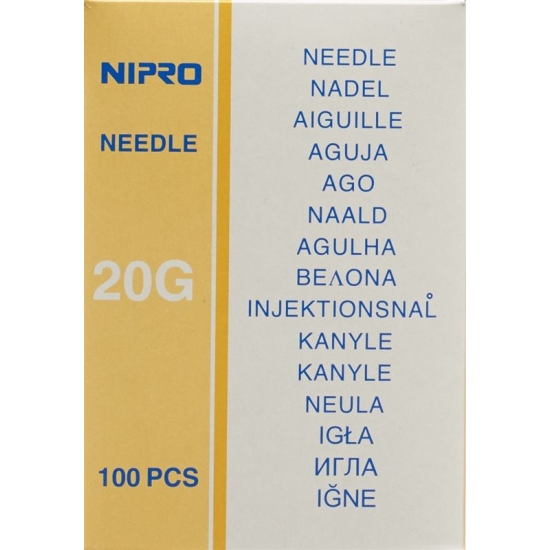 NIPRO
NEEDLE
20G
100 PCS
NEEDLE
NADEL
AIGUILLE
AGUJA
AGO
NAALD
AGULHA
ΒΕΛΟΝΑ
INJEKTIONSNÅL
KANYLE
KANYLE
NEULA
IGŁA
ИГЛА
İĞNE